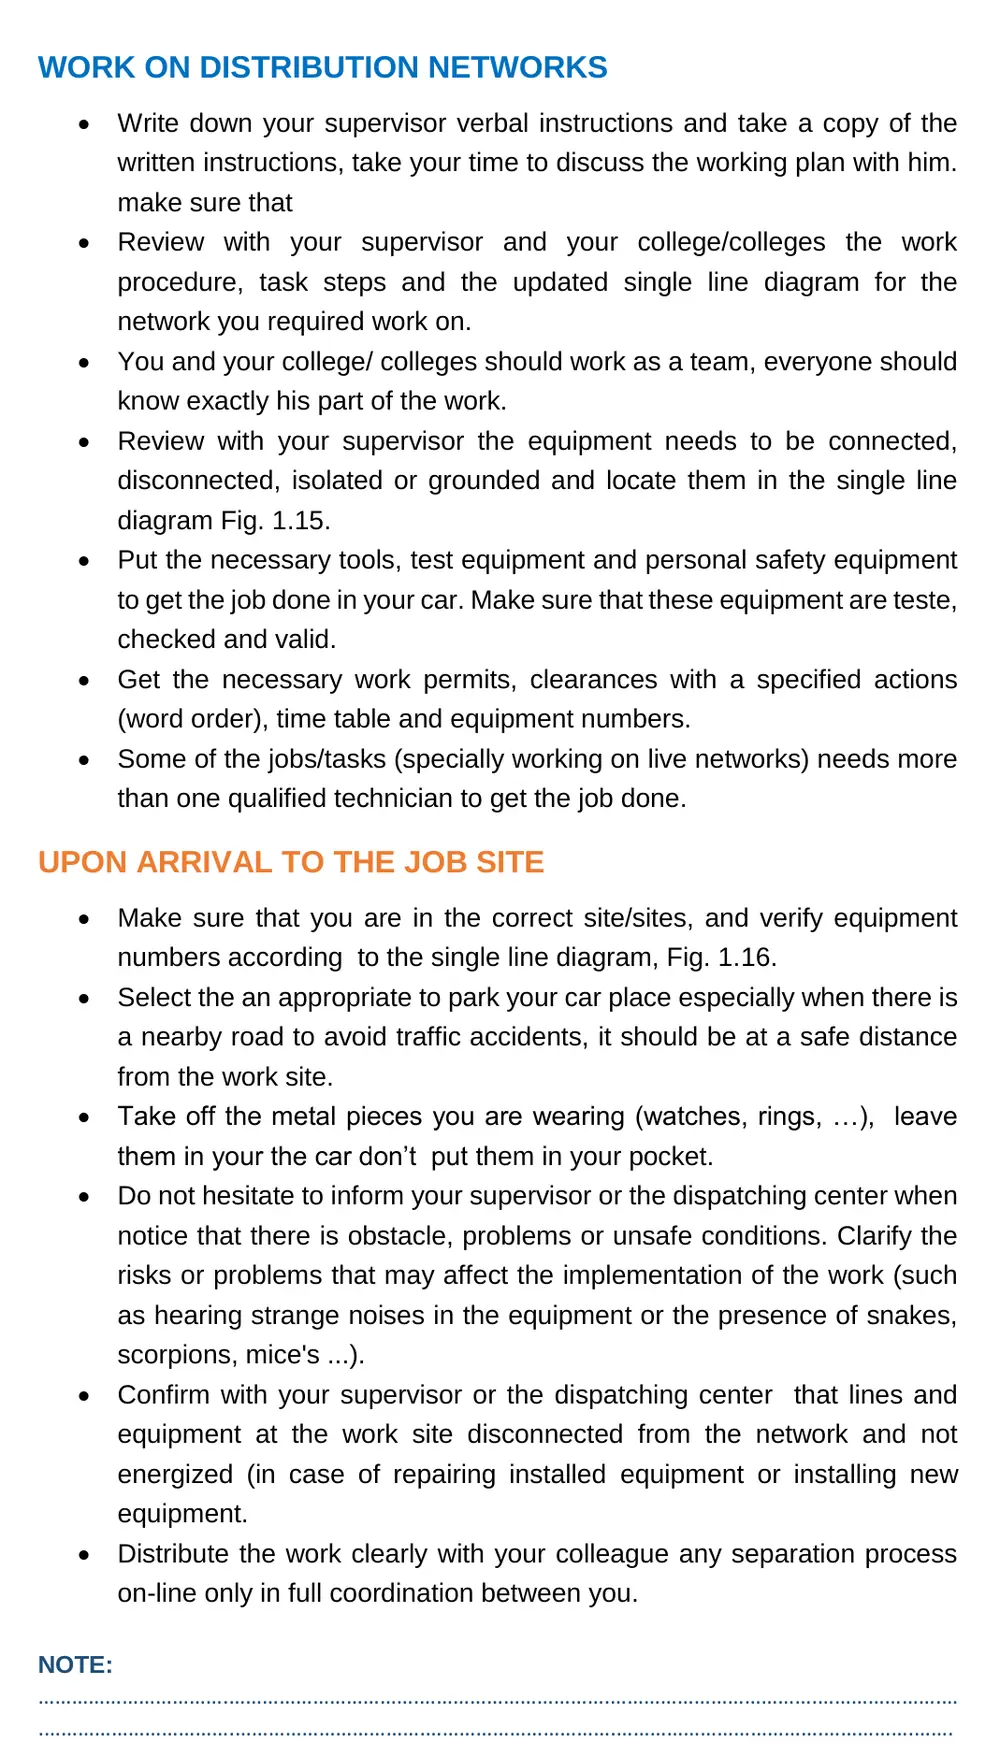 WORK ON DISTRIBUTION NETWORKS
• Write down your supervisor verbal instructions and take a copy of the
written instructions, take your time to discuss the working plan with him.
make sure that
• Review with your supervisor and your college/colleges the work
procedure, task steps and the updated single line diagram for the
network you required work on.
• You and your college/ colleges should work as a team, everyone should
know exactly his part of the work.
• Review with your supervisor the equipment needs to be connected,
disconnected, isolated or grounded and locate them in the single line
diagram Fig. 1.15.
• Put the necessary tools, test equipment and personal safety equipment
to get the job done in your car. Make sure that these equipment are teste,
checked and valid.
• Get the necessary work permits, clearances with a specified actions
(word order), time table and equipment numbers.
• Some of the jobs/tasks (specially working on live networks) needs more
than one qualified technician to get the job done.
UPON ARRIVAL TO THE JOB SITE
• Make sure that you are in the correct site/sites, and verify equipment
numbers according  to the single line diagram, Fig. 1.16.
• Select the an appropriate to park your car place especially when there is
a nearby road to avoid traffic accidents, it should be at a safe distance
from the work site.
• Take off the metal pieces you are wearing (watches, rings, …),  leave
them in your the car don’t  put them in your pocket.
• Do not hesitate to inform your supervisor or the dispatching center when
notice that there is obstacle, problems or unsafe conditions. Clarify the
risks or problems that may affect the implementation of the work (such
as hearing strange noises in the equipment or the presence of snakes,
scorpions, mice's ...).
• Confirm with your supervisor or the dispatching center  that lines and
equipment at the work site disconnected from the network and not
energized (in case of repairing installed equipment or installing new
equipment.
• Distribute the work clearly with your colleague any separation process
on-line only in full coordination between you.
NOTE:
………………………………………………………………………………………………………………
………………………………………………………………………………………………………………